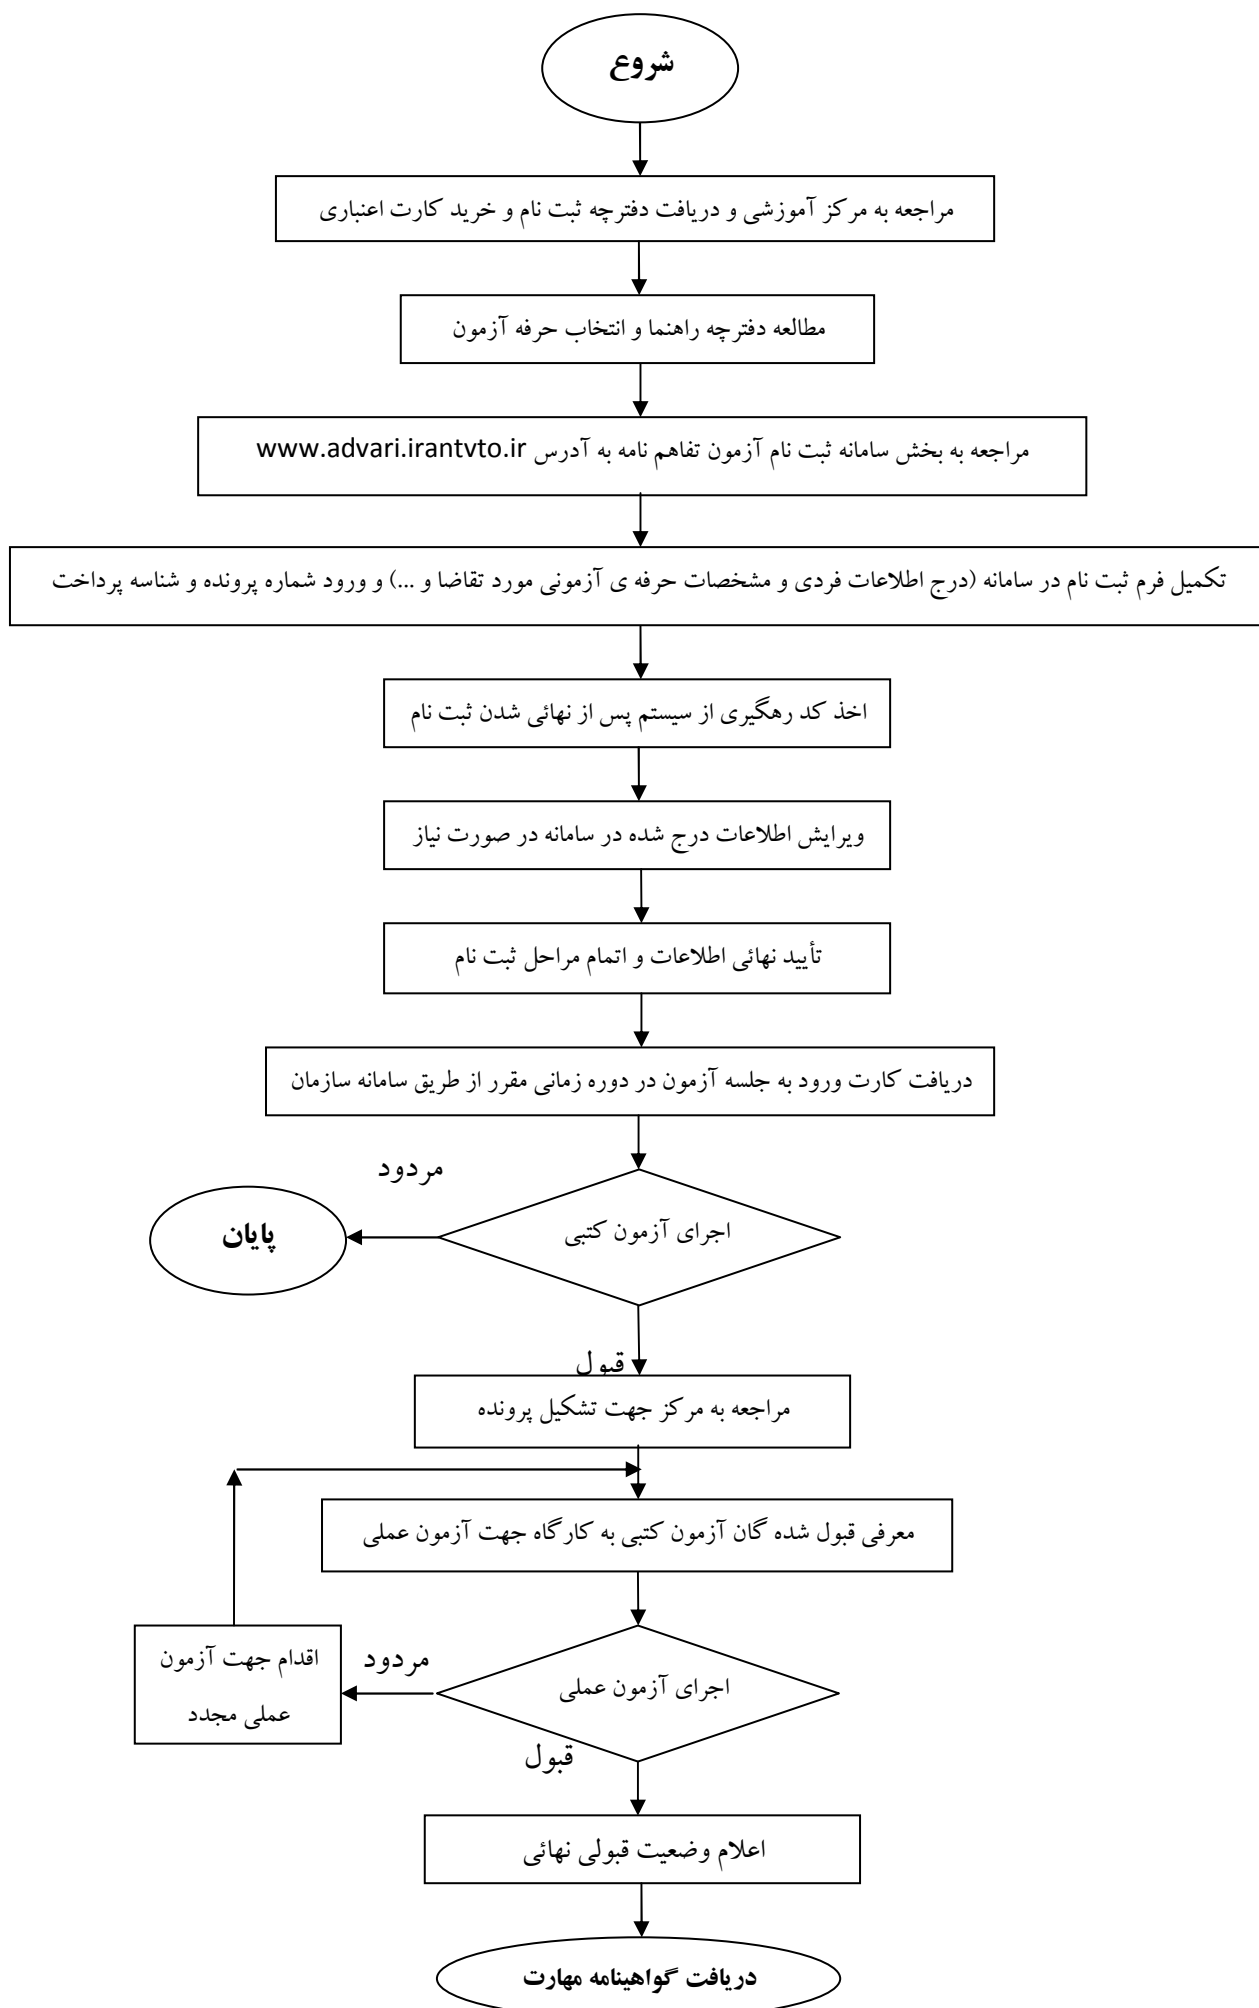 شروع
مراجعه به مرکز آموزشی و دریافت دفترچه ثبت نام و خرید کارت اعتباری
مطالعه دفترچه راهنما و انتخاب حرفه آزمون
مراجعه به بخش سامانه ثبت نام آزمون تفاهم نامه به آدرس www.advari.irantvto.ir
تکمیل فرم ثبت نام در سامانه (درج اطلاعات فردی و مشخصات حرفه ی آزمونی مورد تقاضا و ...) و ورود شماره پرونده و شناسه پرداخت
اخذ کد رهگیری از سیستم پس از نهائی شدن ثبت نام
ویرایش اطلاعات درج شده در سامانه در صورت نیاز
تأیید نهائی اطلاعات و اتمام مراحل ثبت نام
دریافت کارت ورود به جلسه آزمون در دوره زمانی مقرر از طریق سامانه سازمان
مردود
اجرای آزمون کتبی
پایان
قبول
مراجعه به مرکز جهت تشکیل پرونده
معرفی قبول شده گان آزمون کتبی به کارگاه جهت آزمون عملی
اجرای آزمون عملی
مردود
اقدام جهت آزمون
عملی مجدد
قبول
اعلام وضعیت قبولی نهائی
دریافت گواهینامه مهارت